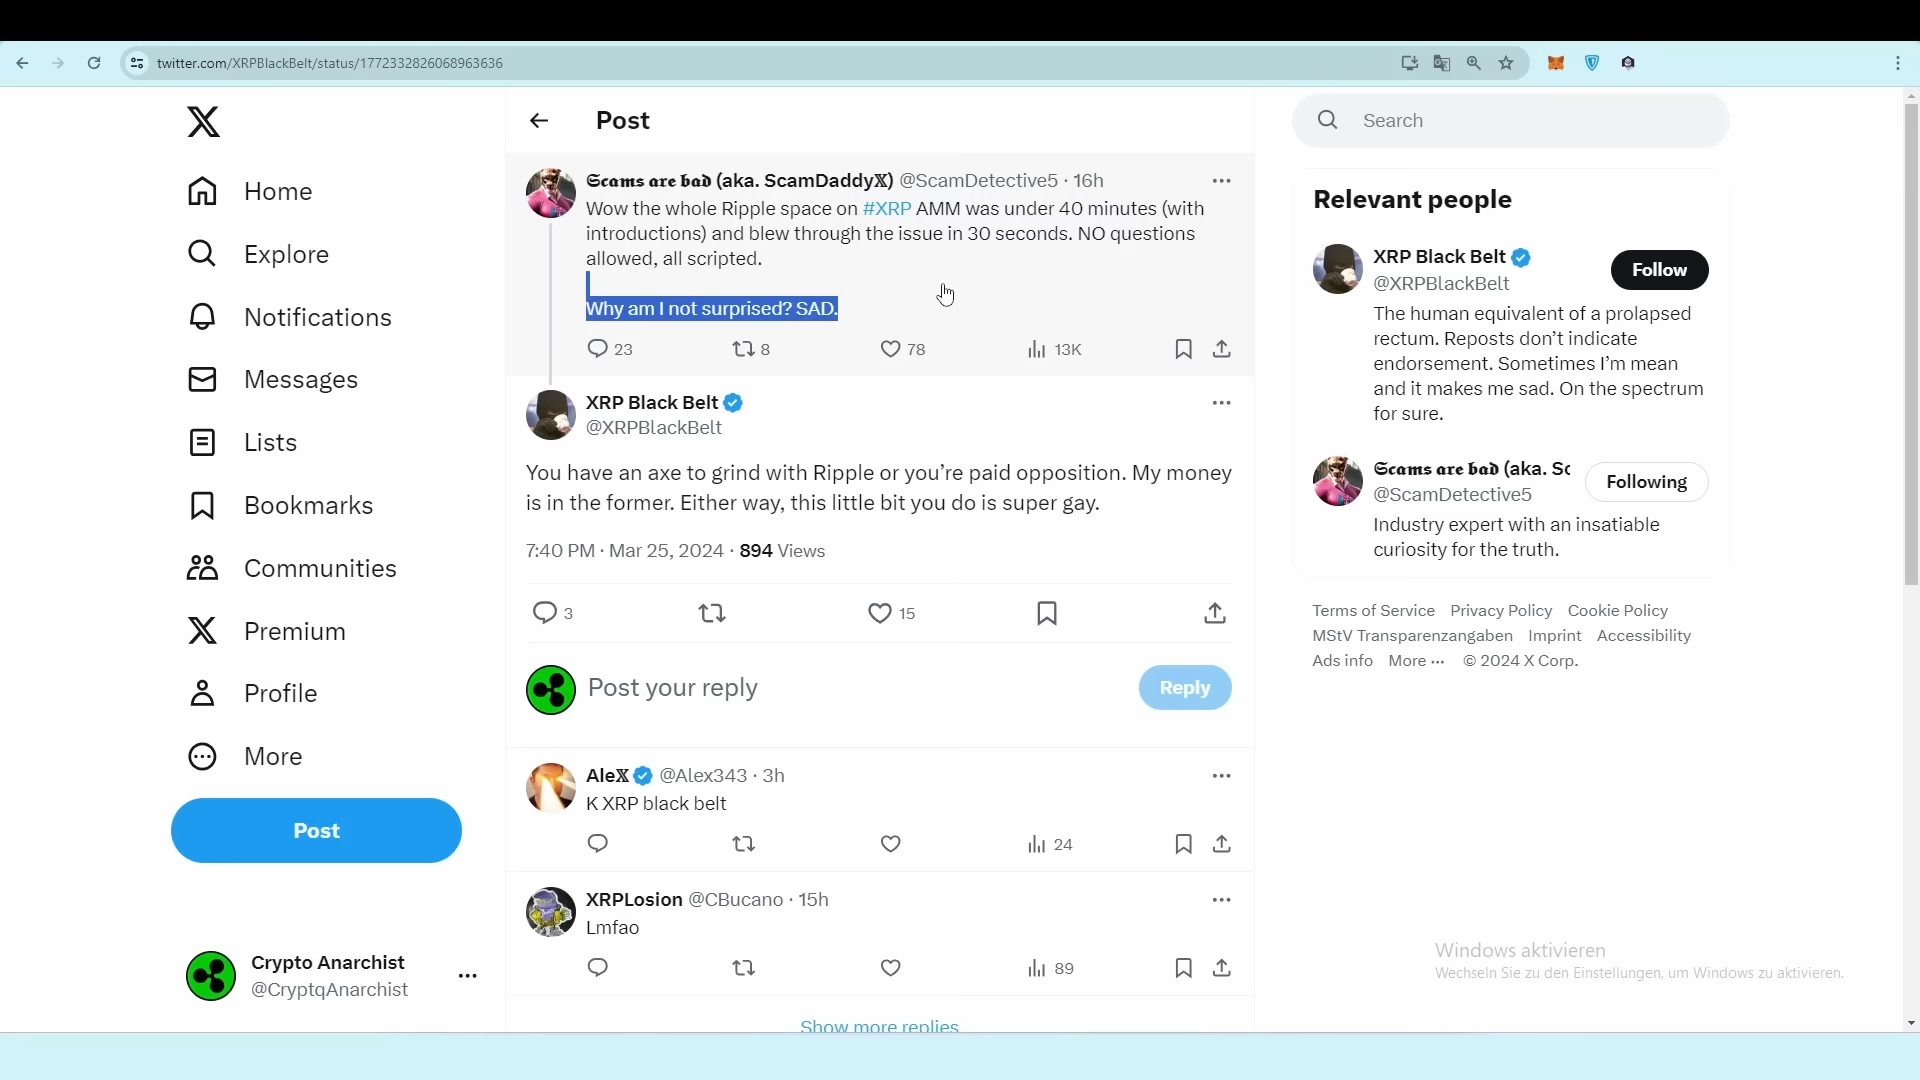 twitter.com/XRPBlackBelt/status/1772332826068963636
Home
Explore
Notifications
Messages
Lists
Bookmarks
Communities
Premium
Profile
More
Post
Crypto Anarchist
@CryptqAnarchist
Post
𝕾𝖈𝖆𝖒𝖘 𝖆𝖗𝖊 𝖇𝖆𝖉 (aka. ScamDaddy𝕏) @ScamDetective5 · 16h
Wow the whole Ripple space on #XRP AMM was under 40 minutes (with
introductions) and blew through the issue in 30 seconds. NO questions
allowed, all scripted.
Why am I not surprised? SAD.
23 8 78 13K
XRP Black Belt
@XRPBlackBelt
You have an axe to grind with Ripple or you’re paid opposition. My money
is in the former. Either way, this little bit you do is super gay.
7:40 PM · Mar 25, 2024 · 894 Views
3 15
Post your reply
Reply
Ale𝕏 @Alex343 · 3h
K XRP black belt
24
XRPLosion @CBucano · 15h
Lmfao
89
Show more replies
Search
Relevant people
XRP Black Belt
@XRPBlackBelt
Follow
The human equivalent of a prolapsed
rectum. Reposts don’t indicate
endorsement. Sometimes I’m mean
and it makes me sad. On the spectrum
for sure.
𝕾𝖈𝖆𝖒𝖘 𝖆𝖗𝖊 𝖇𝖆𝖉 (aka. Sc
@ScamDetective5
Following
Industry expert with an insatiable
curiosity for the truth.
Terms of Service Privacy Policy Cookie Policy
MStV Transparenzangaben Imprint Accessibility
Ads info More ··· © 2024 X Corp.
Windows aktivieren
Wechseln Sie zu den Einstellungen, um Windows zu aktivieren.